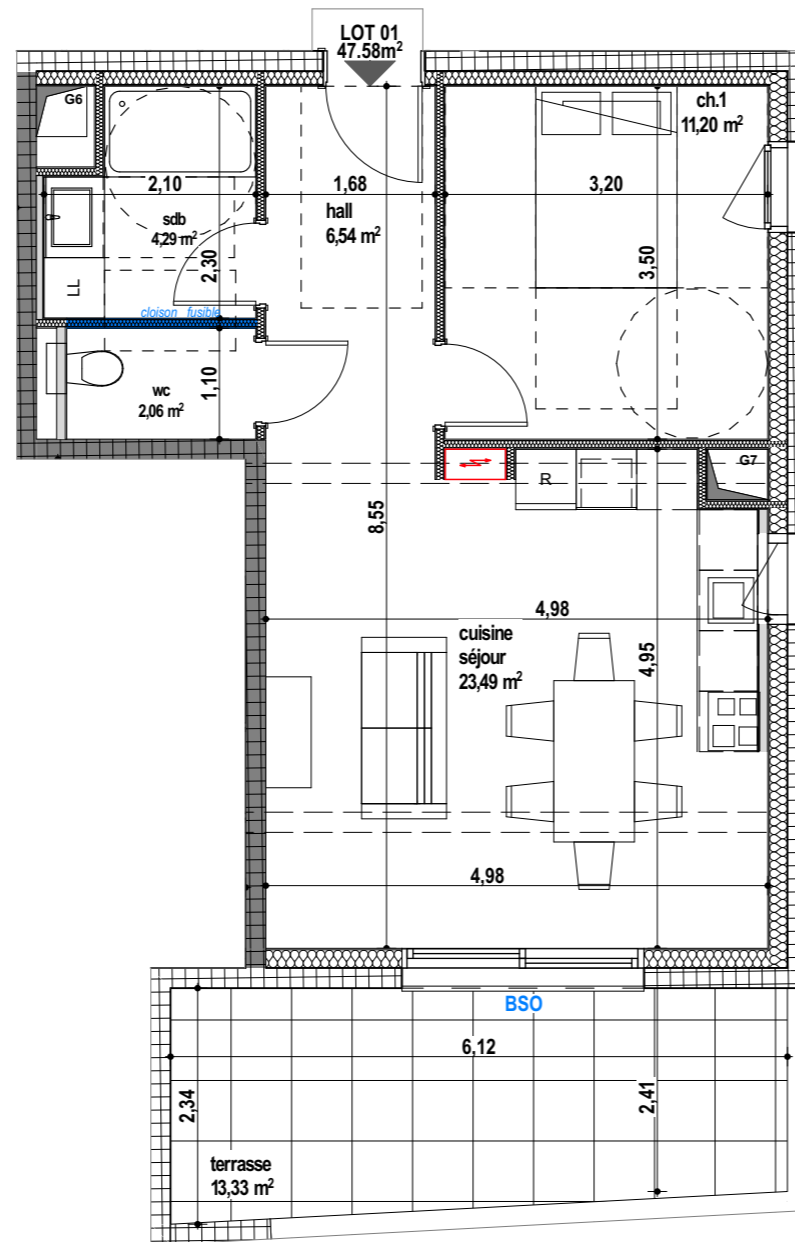 LOT 01
47.58m²
G6
ch.1
11,20 m²
2,10
1,68
3,20
hall
6,54 m²
sdb
4,29 m²
2,30
3,50
LL
cloison fusible
wc
2,06 m²
1,10
G7
R
8,55
4,98
cuisine
séjour
23,49 m²
4,95
4,98
BSO
6,12
2,34
2,41
terrasse
13,33 m²